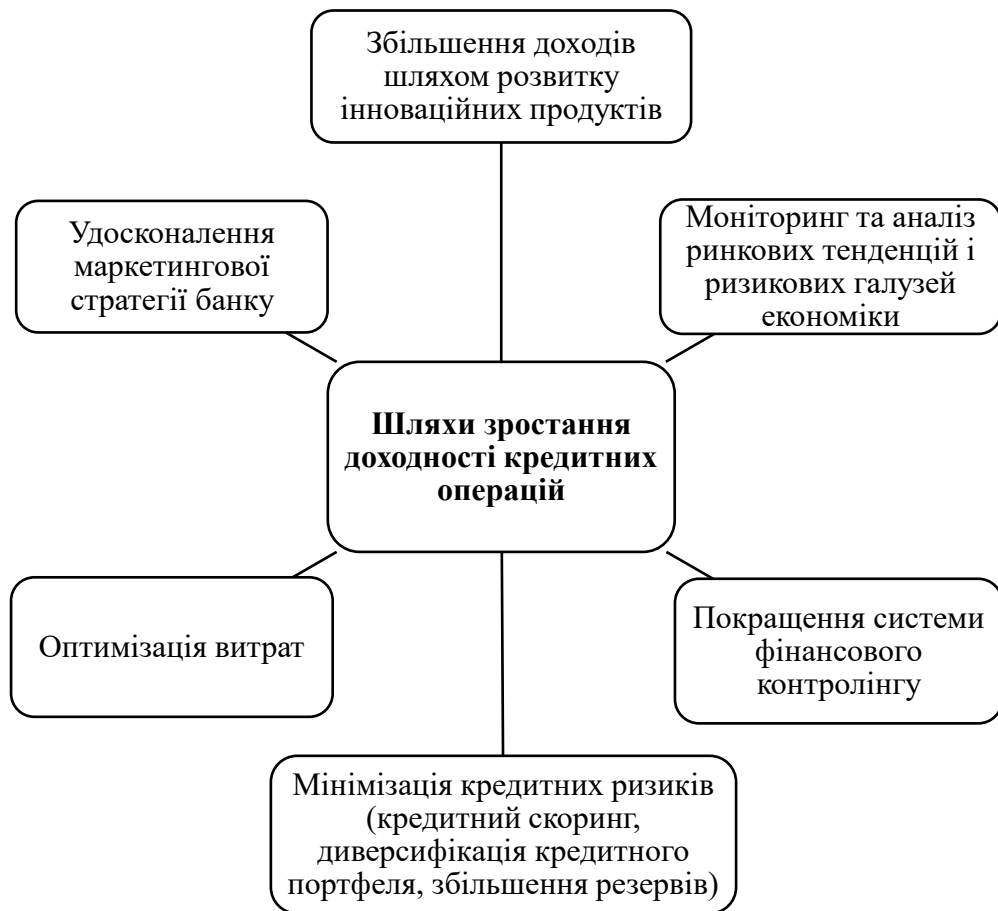 Збільшення доходів
шляхом розвитку
інноваційних продуктів
Удосконалення
маркетингової
стратегії банку
Моніторинг та аналіз
ринкових тенденцій і
ризикових галузей
економіки
Шляхи зростання
доходності кредитних
операцій
Оптимізація витрат
Покращення системи
фінансового
контролінгу
Мінімізація кредитних ризиків
(кредитний скоринг,
диверсифікація кредитного
портфеля, збільшення резервів)